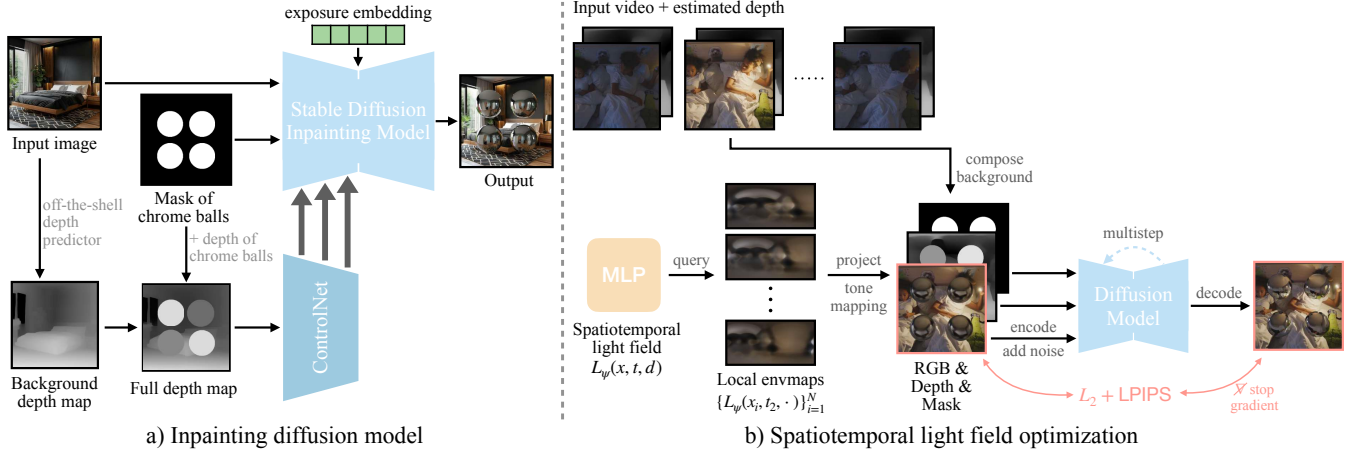 exposure embedding
Input image
Stable Diffusion
Inpainting Model
Output
off-the-shell
depth
predictor
Mask of
chrome balls
+ depth of
chrome balls
ControlNet
Background
depth map
Full depth map
a) Inpainting diffusion model
Input video + estimated depth
.....
compose
background
MLP
query
project
tone
mapping
multistep
Diffusion
Model
decode
encode
add noise
Spatiotemporal
light field
L_ψ(x, t, d)
Local envmaps
{L_ψ(x_i, t_2, ·)}_{i=1}^N
RGB &
Depth &
Mask
L_2 + LPIPS
∇ stop
gradient
b) Spatiotemporal light field optimization